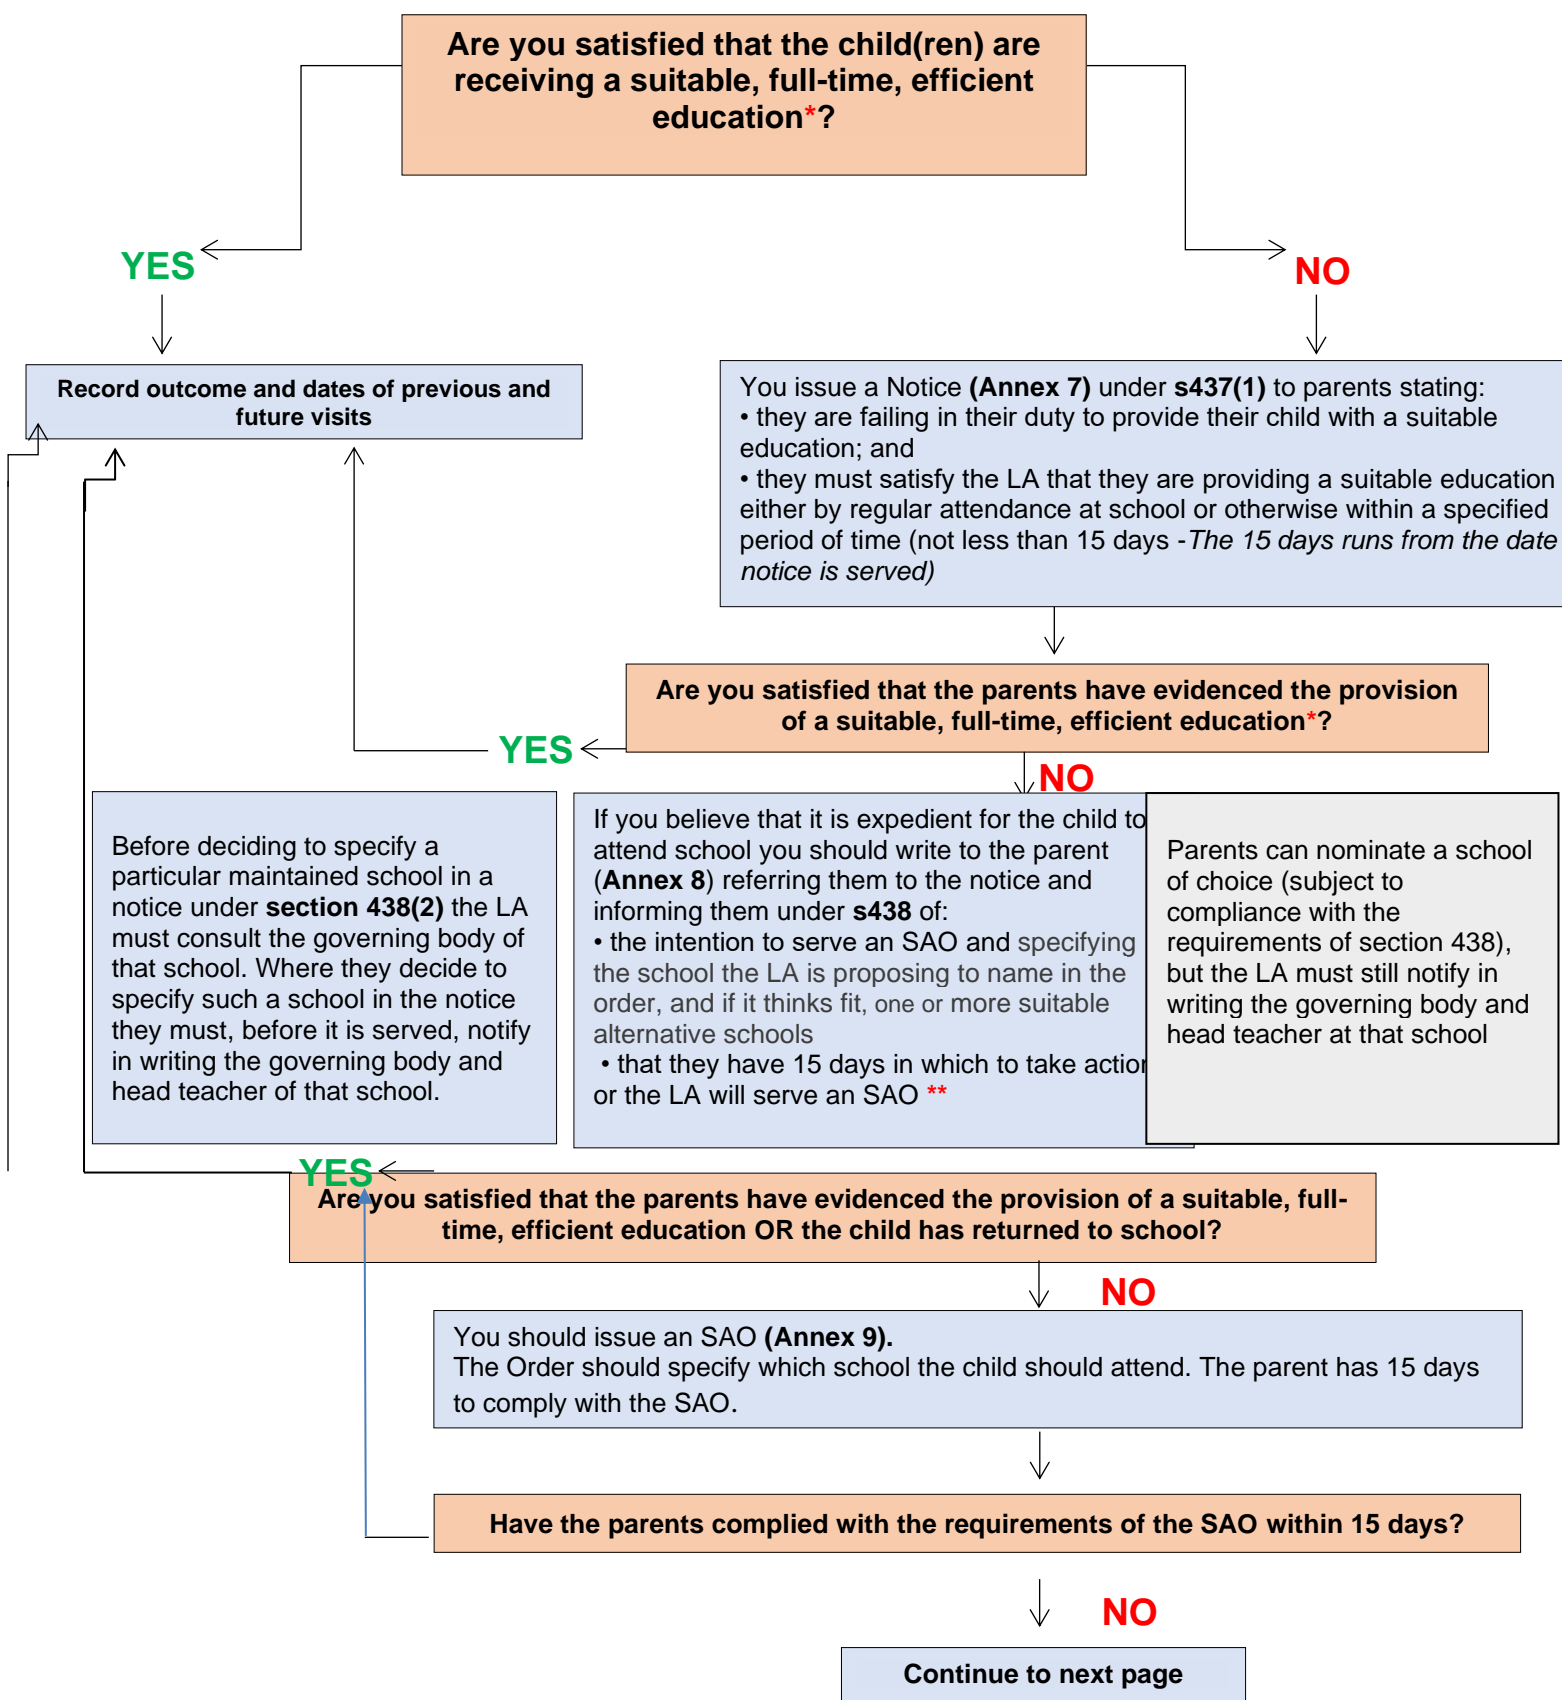 Are you satisfied that the child(ren) are
receiving a suitable, full-time, efficient
education*?
YES
NO
Record outcome and dates of previous and
future visits
You issue a Notice (Annex 7) under s437(1) to parents stating:
• they are failing in their duty to provide their child with a suitable
education; and
• they must satisfy the LA that they are providing a suitable education
either by regular attendance at school or otherwise within a specified
period of time (not less than 15 days -The 15 days runs from the date
notice is served)
Are you satisfied that the parents have evidenced the provision
of a suitable, full-time, efficient education*?
YES
NO
Before deciding to specify a
particular maintained school in a
notice under section 438(2) the LA
must consult the governing body of
that school. Where they decide to
specify such a school in the notice
they must, before it is served, notify
in writing the governing body and
head teacher of that school.
If you believe that it is expedient for the child to
attend school you should write to the parent
(Annex 8) referring them to the notice and
informing them under s438 of:
• the intention to serve an SAO and specifying
the school the LA is proposing to name in the
order, and if it thinks fit, one or more suitable
alternative schools
• that they have 15 days in which to take action
or the LA will serve an SAO **
Parents can nominate a school
of choice (subject to
compliance with the
requirements of section 438),
but the LA must still notify in
writing the governing body and
head teacher at that school
YES
Are you satisfied that the parents have evidenced the provision of a suitable, full-
time, efficient education OR the child has returned to school?
NO
You should issue an SAO (Annex 9).
The Order should specify which school the child should attend. The parent has 15 days
to comply with the SAO.
Have the parents complied with the requirements of the SAO within 15 days?
NO
Continue to next page